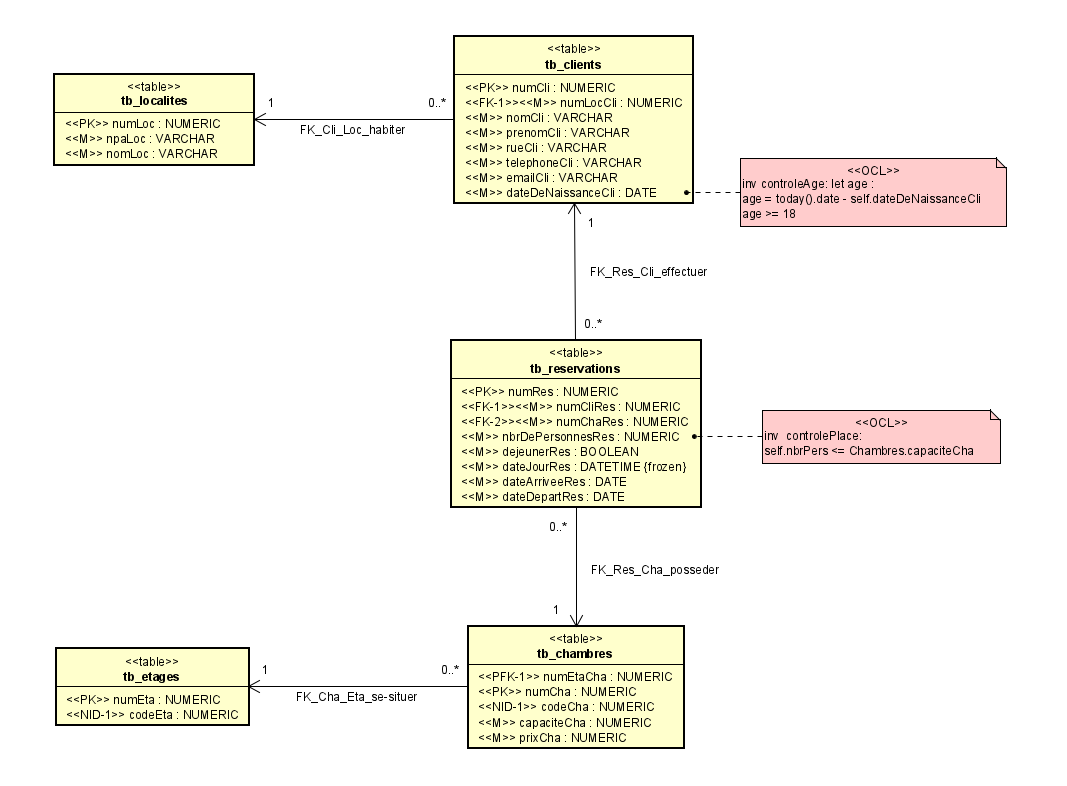 <<table>>
tb_clients
<<PK>> numCli : NUMERIC
<<FK-1>><<M>> numLocCli : NUMERIC
<<M>> nomCli : VARCHAR
<<M>> prenomCli : VARCHAR
<<M>> rueCli : VARCHAR
<<M>> telephoneCli : VARCHAR
<<M>> emailCli : VARCHAR
<<M>> dateDeNaissanceCli : DATE
<<table>>
tb_localites
<<PK>> numLoc : NUMERIC
<<M>> npaLoc : VARCHAR
<<M>> nomLoc : VARCHAR
1
0..*
FK_Cli_Loc_habiter
<<OCL>>
inv controleAge: let age :
age = today().date - self.dateDeNaissanceCli
age >= 18
1
FK_Res_Cli_effectuer
0..*
<<table>>
tb_reservations
<<PK>> numRes : NUMERIC
<<FK-1>><<M>> numCliRes : NUMERIC
<<FK-2>><<M>> numChaRes : NUMERIC
<<M>> nbrDePersonnesRes : NUMERIC
<<M>> dejeunerRes : BOOLEAN
<<M>> dateJourRes : DATETIME {frozen}
<<M>> dateArriveeRes : DATE
<<M>> dateDepartRes : DATE
<<OCL>>
inv  controlePlace:
self.nbrPers <= Chambres.capaciteCha
0..*
FK_Res_Cha_posseder
1
<<table>>
tb_chambres
<<PFK-1>> numEtaCha : NUMERIC
<<PK>> numCha : NUMERIC
<<NID-1>> codeCha : NUMERIC
<<M>> capaciteCha : NUMERIC
<<M>> prixCha : NUMERIC
<<table>>
tb_etages
<<PK>> numEta : NUMERIC
<<NID-1>> codeEta : NUMERIC
1
0..*
FK_Cha_Eta_se-situer